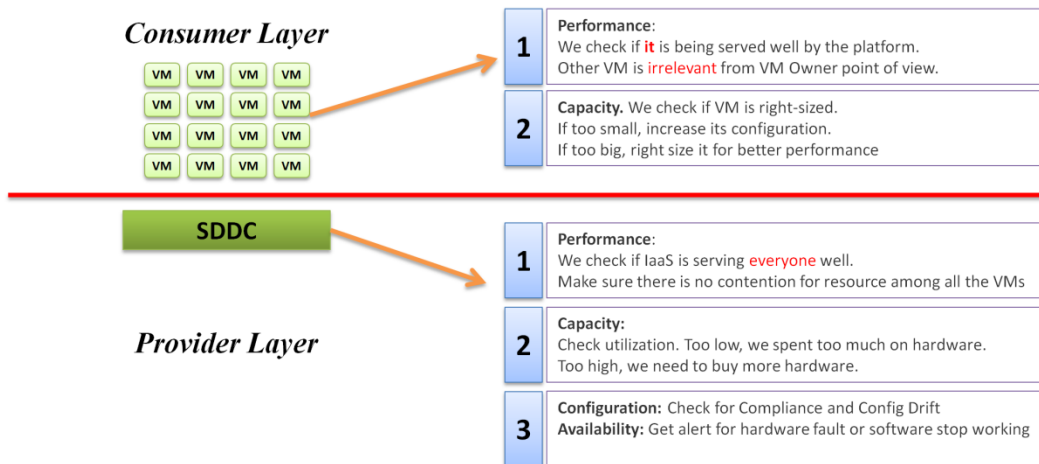 Consumer Layer
VM VM VM VM
VM VM VM VM
VM VM VM VM
VM VM VM VM
1
Performance:
We check if it is being served well by the platform.
Other VM is irrelevant from VM Owner point of view.
2
Capacity. We check if VM is right-sized.
If too small, increase its configuration.
If too big, right size it for better performance
SDDC
Provider Layer
1
Performance:
We check if IaaS is serving everyone well.
Make sure there is no contention for resource among all the VMs
2
Capacity:
Check utilization. Too low, we spent too much on hardware.
Too high, we need to buy more hardware.
3
Configuration: Check for Compliance and Config Drift
Availability: Get alert for hardware fault or software stop working